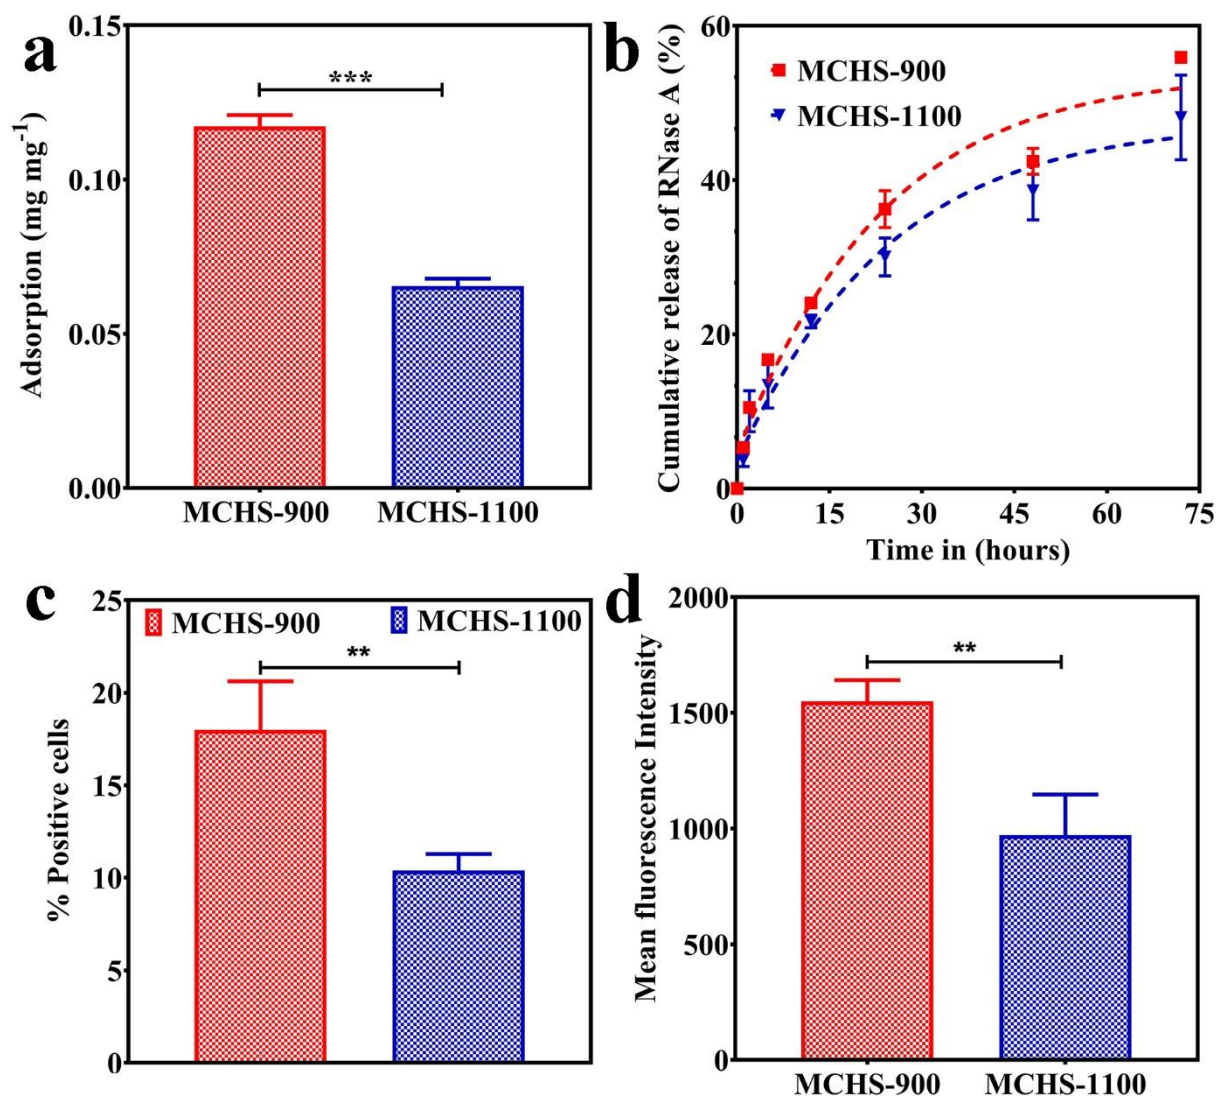 a
0.15
0.10
0.05
0.00
Adsorption (mg mg-1)
***
MCHS-900 MCHS-1100
b
60
40
20
0
Cumulative release of RNase A (%)
MCHS-900
MCHS-1100
0 15 30 45 60 75
Time in (hours)
c
25
20
15
10
5
0
% Positive cells
MCHS-900 MCHS-1100
**
d
2000
1500
1000
500
0
Mean fluorescence Intensity
**
MCHS-900 MCHS-1100